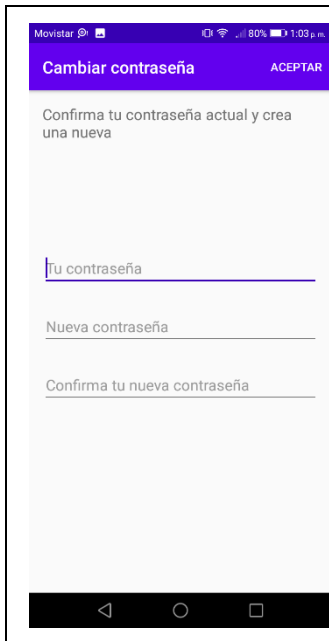 Movistar 80% 1:03 p. m.
Cambiar contraseña ACEPTAR
Confirma tu contraseña actual y crea
una nueva
Tu contraseña
Nueva contraseña
Confirma tu nueva contraseña